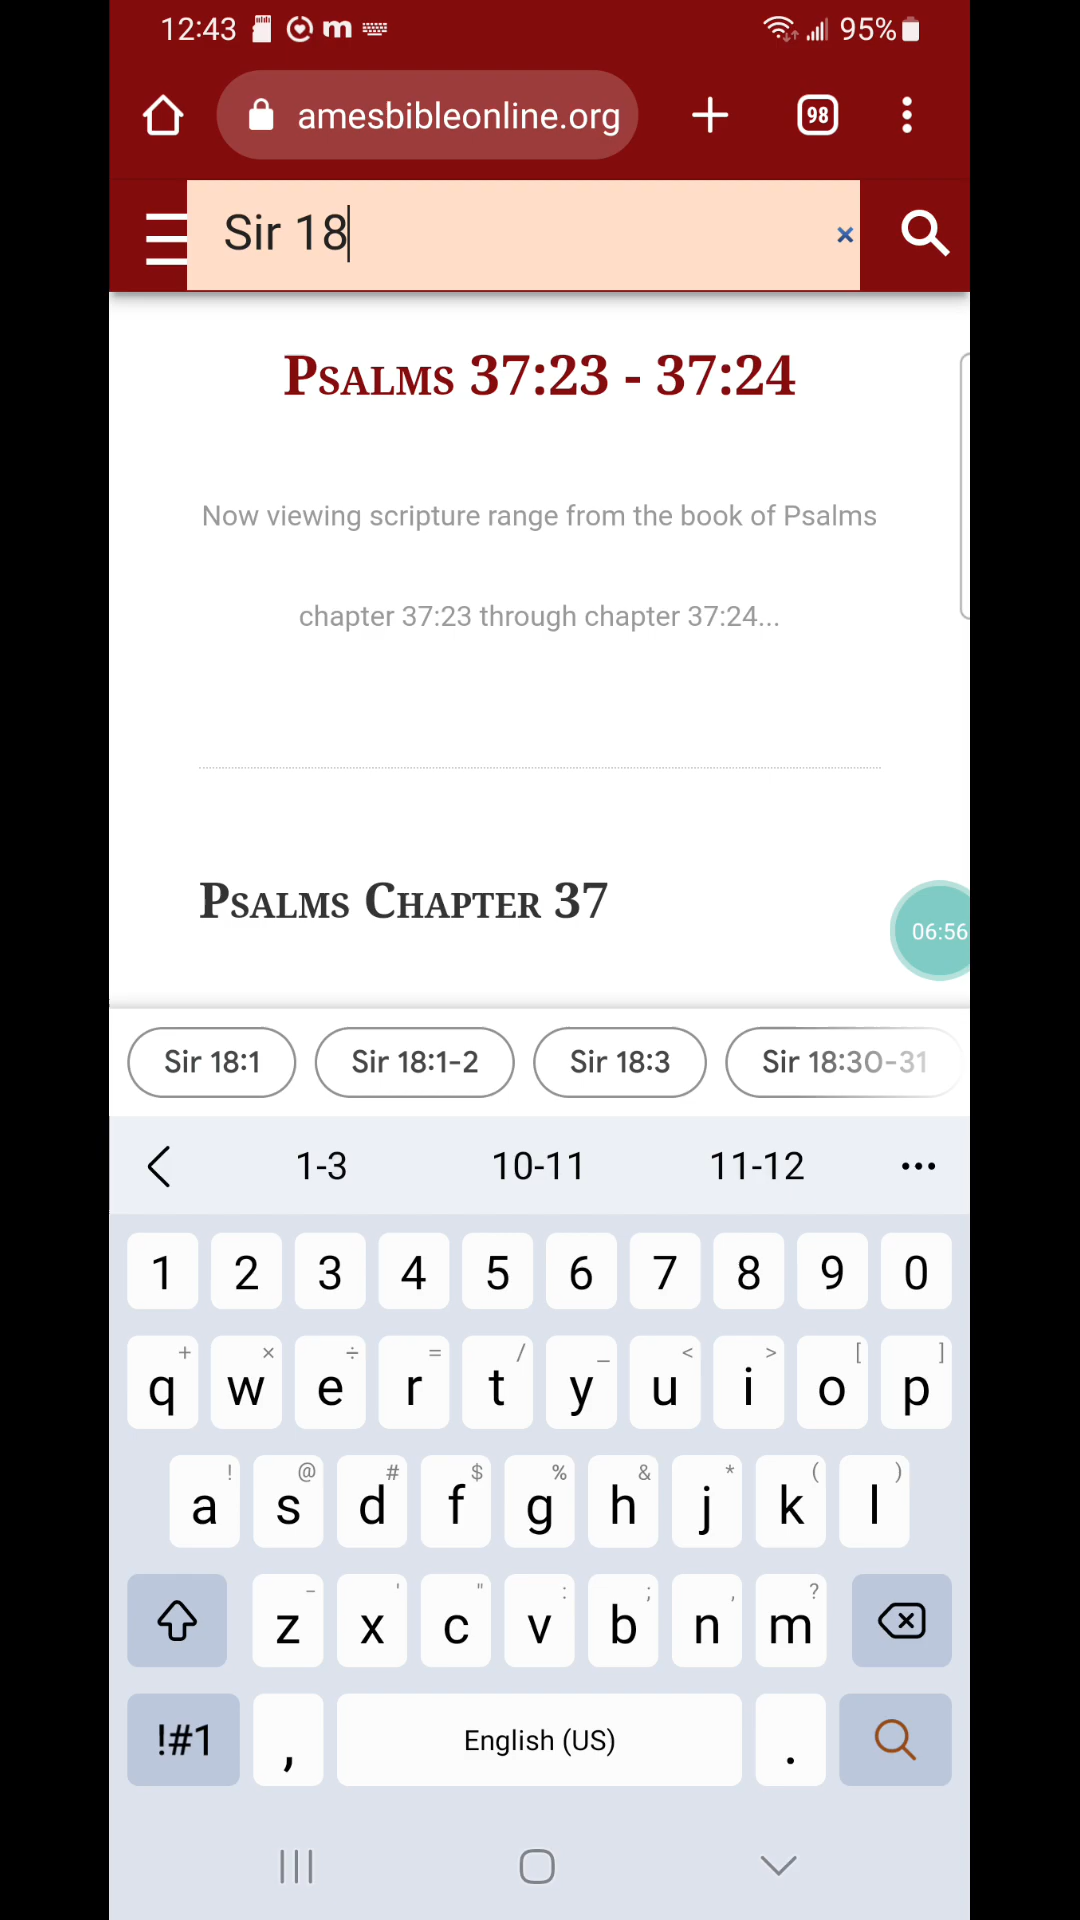 12:43 m 95%
amesbibleonline.org 98
Sir 18 ×
PSALMS 37:23 - 37:24
Now viewing scripture range from the book of Psalms
chapter 37:23 through chapter 37:24...
PSALMS CHAPTER 37
06:56
Sir 18:1 Sir 18:1-2 Sir 18:3 Sir 18:30-31
1-3 10-11 11-12 •••
1 2 3 4 5 6 7 8 9 0
+ × ÷ = / _ < > [ ]
q w e r t y u i o p
! @ # $ % & * ( )
a s d f g h j k l
- ' " : ; , ?
z x c v b n m
!#1 , English (US) .